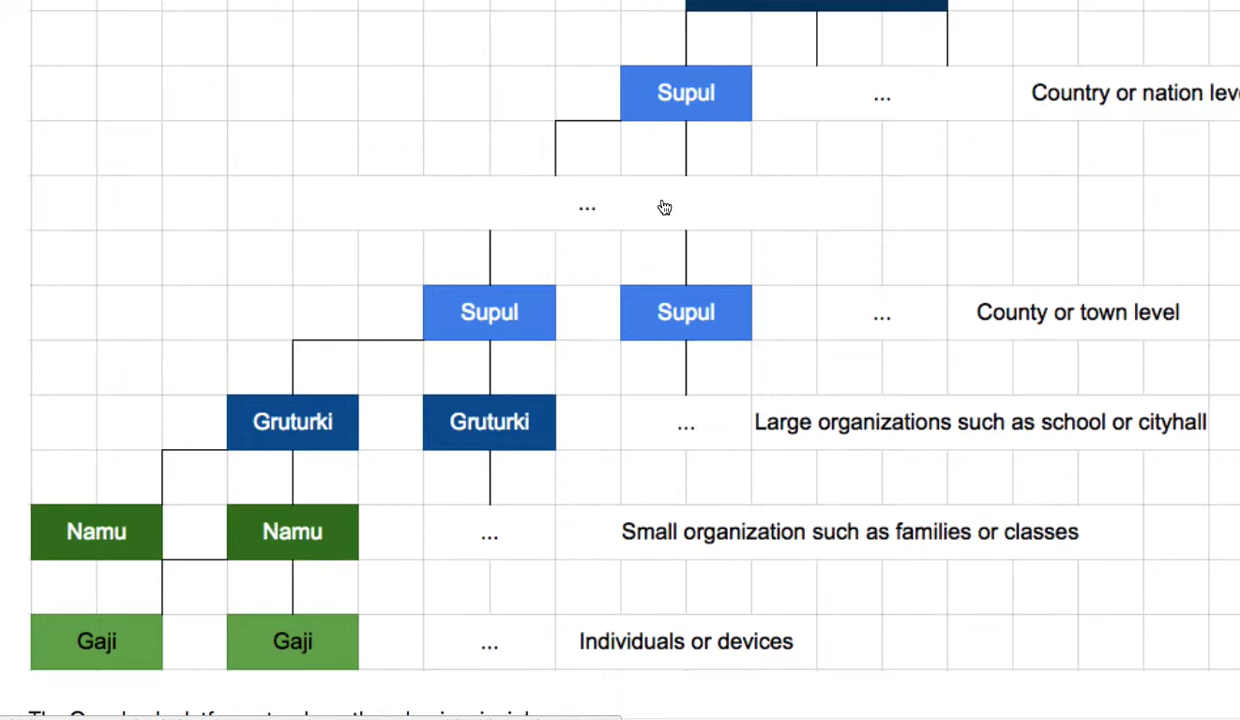 Supul ... Country or nation
...
Supul Supul ... County or town level
Gruturki Gruturki ... Large organizations such as school or cityhall
Namu Namu ... Small organization such as families or classes
Gaji Gaji ... Individuals or devices